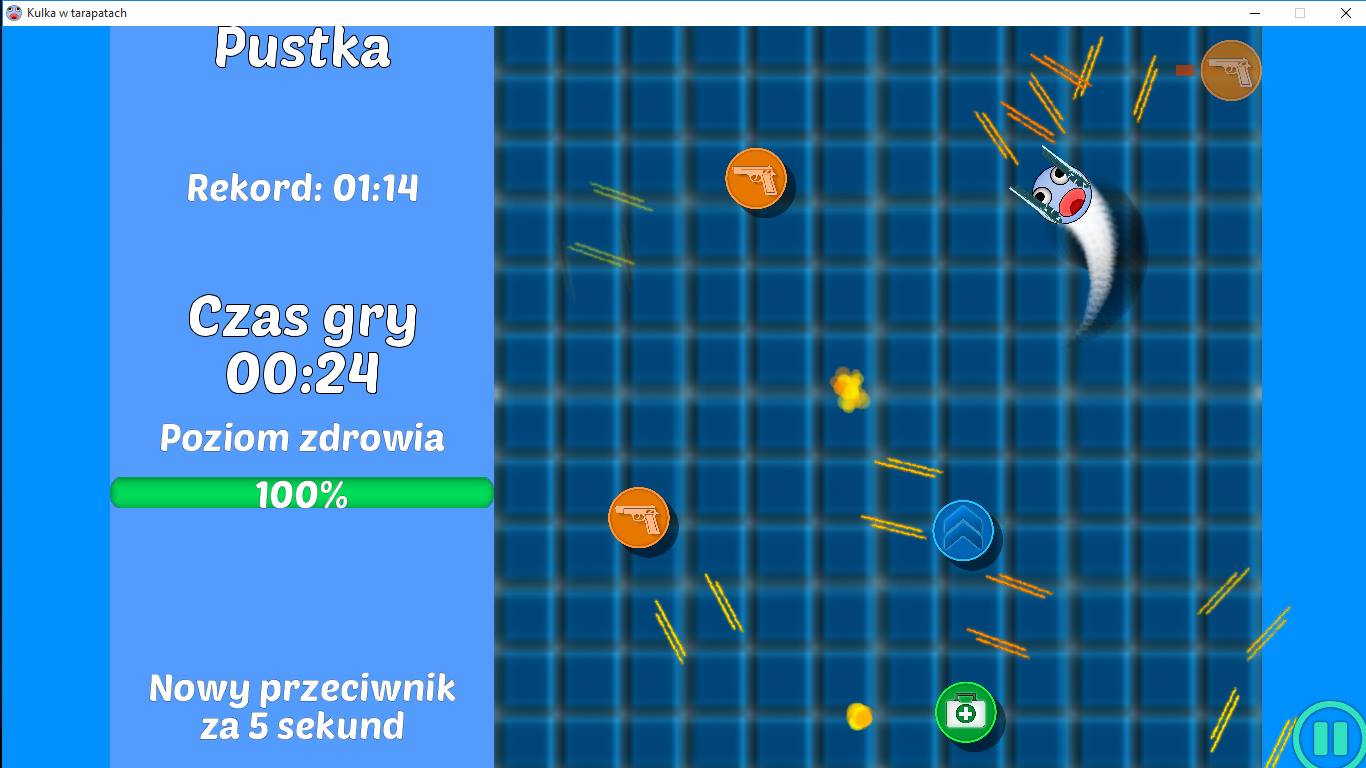 Kulka w tarapatach
Pustka
Rekord: 01:14
Czas gry
00:24
Poziom zdrowia
100%
Nowy przeciwnik
za 5 sekund